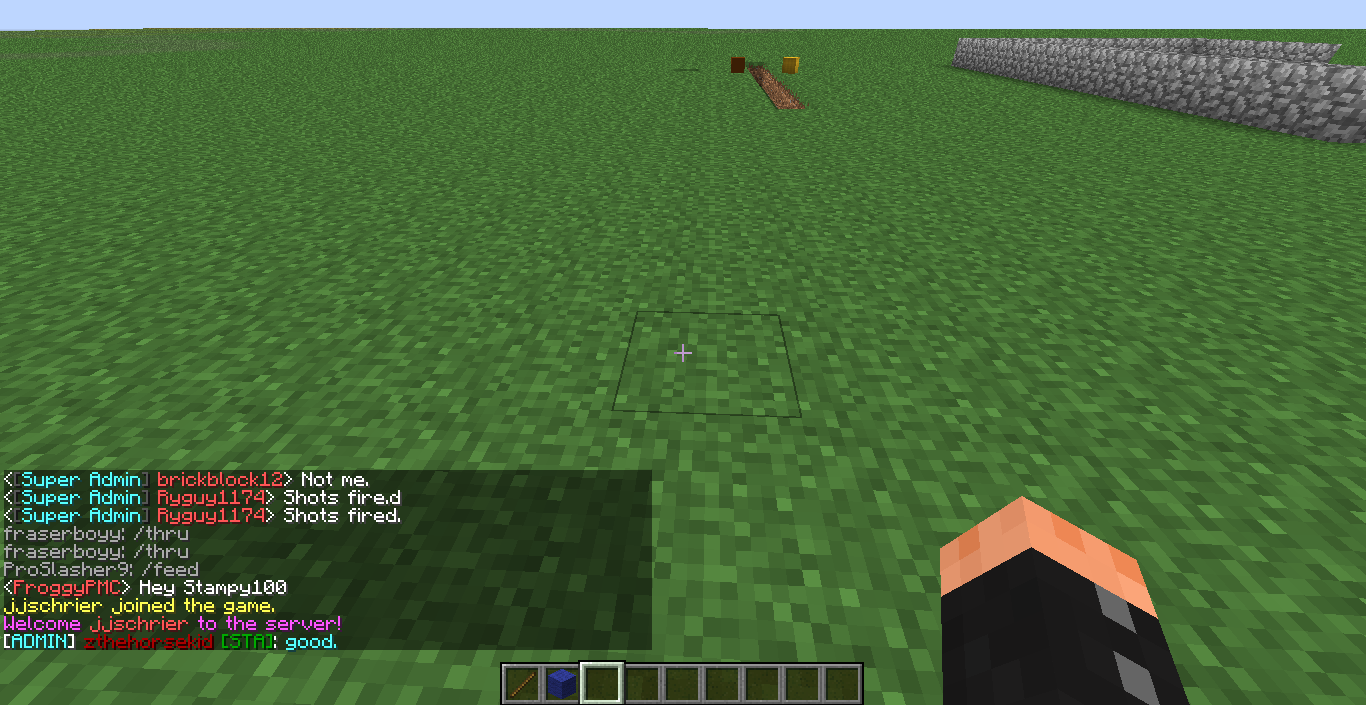 <[Super Admin] brickblock12> Not me.
<[Super Admin] Ryguy1174> Shots fire.d
<[Super Admin] Ryguy1174> Shots fired.
fraserboyy: /thru
fraserboyy: /thru
ProSlasher9: /feed
<FroggyPMC> Hey Stampy100
jjschrier joined the game.
Welcome jjschrier to the server!
[ADMIN] zthehorsekid [STA]: good.